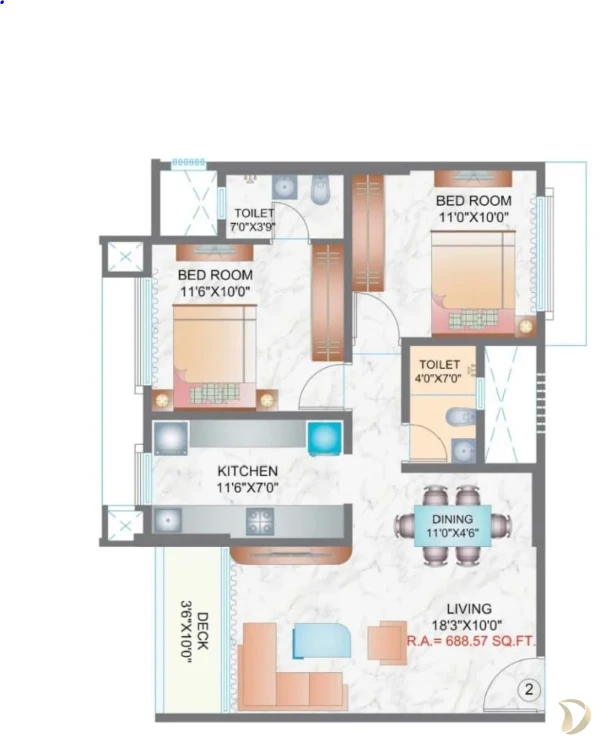 TOILET
7'0"X3'9"
BED ROOM
11'0"X10'0"
BED ROOM
11'6"X10'0"
TOILET
4'0"X7'0"
KITCHEN
11'6"X7'0"
DINING
11'0"X4'6"
DECK
3'6"X10'0"
LIVING
18'3"X10'0"
R.A.= 688.57 SQ.FT.
2